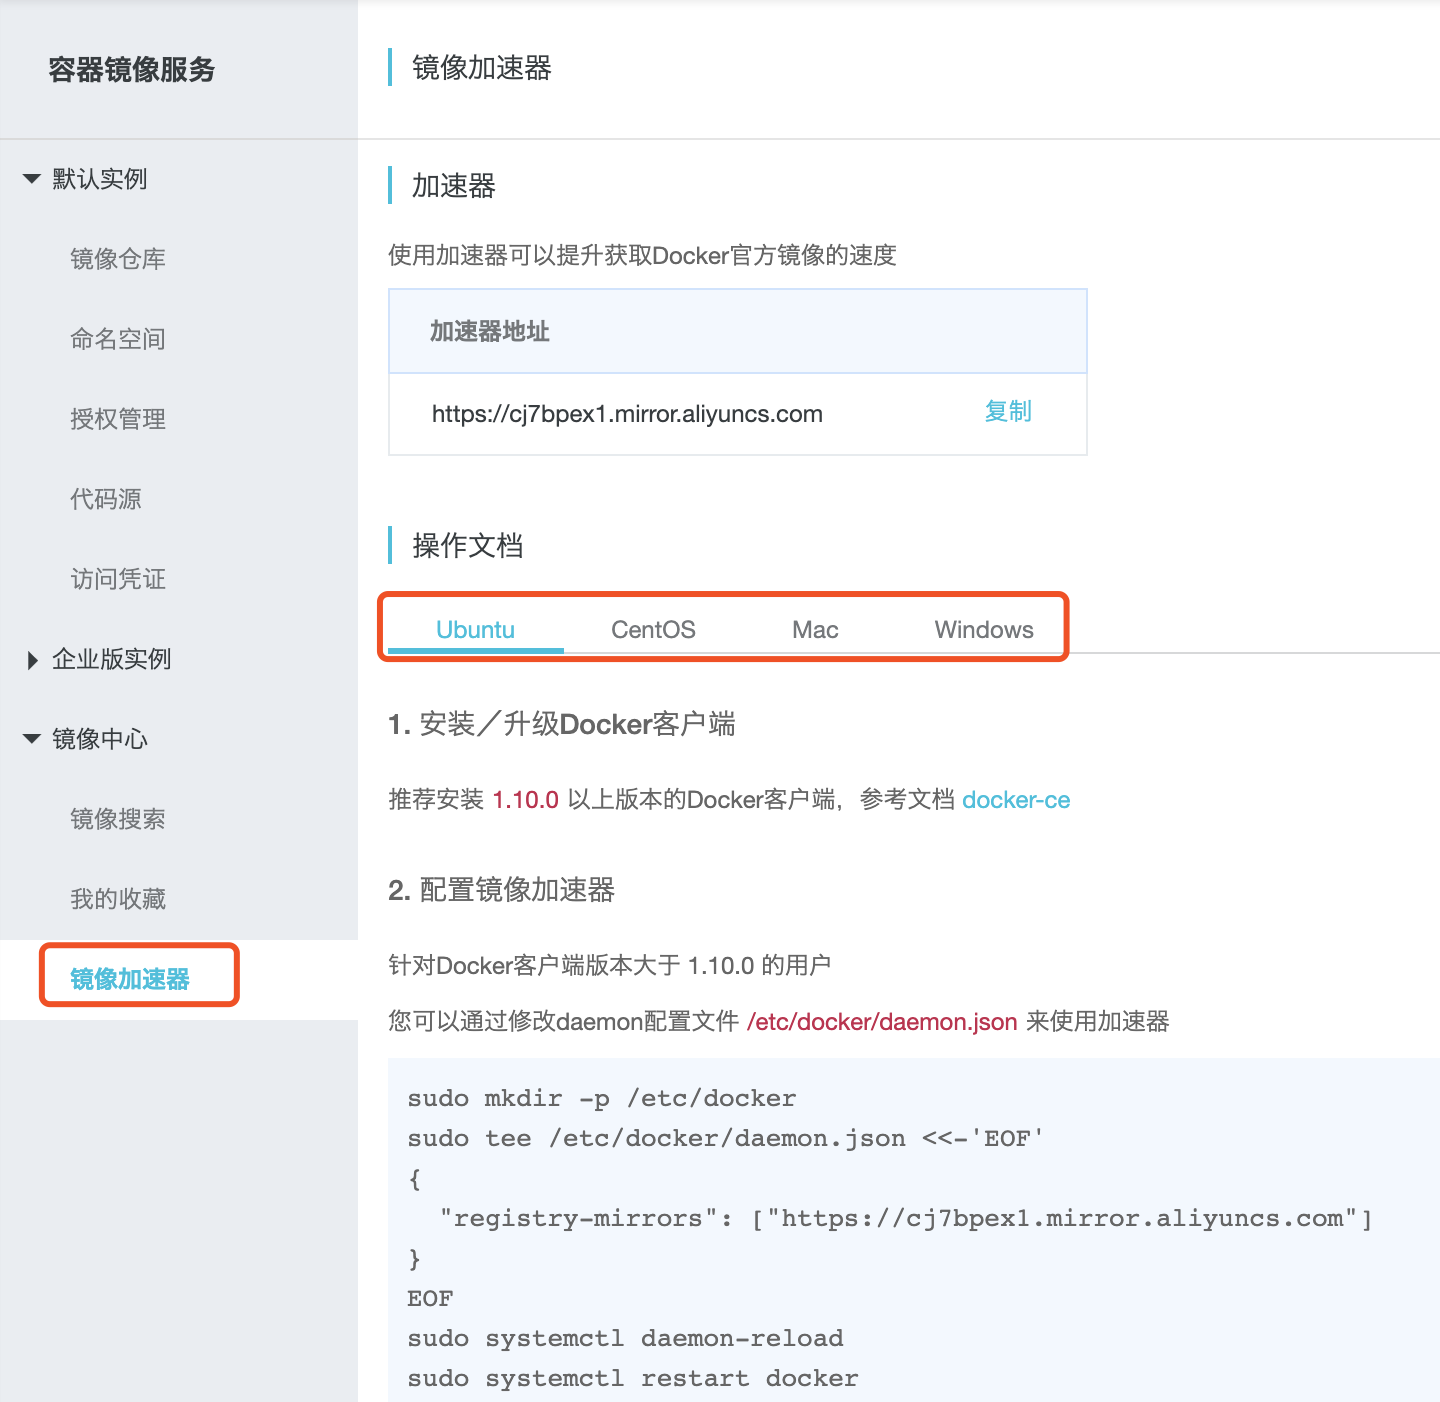 容器镜像服务
默认实例
镜像仓库
命名空间
授权管理
代码源
访问凭证
企业版实例
镜像中心
镜像搜索
我的收藏
镜像加速器
镜像加速器
加速器
使用加速器可以提升获取Docker官方镜像的速度
加速器地址
https://cj7bpex1.mirror.aliyuncs.com 复制
操作文档
Ubuntu CentOS Mac Windows
1. 安装／升级Docker客户端
推荐安装 1.10.0 以上版本的Docker客户端，参考文档 docker-ce
2. 配置镜像加速器
针对Docker客户端版本大于 1.10.0 的用户
您可以通过修改daemon配置文件 /etc/docker/daemon.json 来使用加速器
sudo mkdir -p /etc/docker
sudo tee /etc/docker/daemon.json <<-'EOF'
{
  "registry-mirrors": ["https://cj7bpex1.mirror.aliyuncs.com"]
}
EOF
sudo systemctl daemon-reload
sudo systemctl restart docker